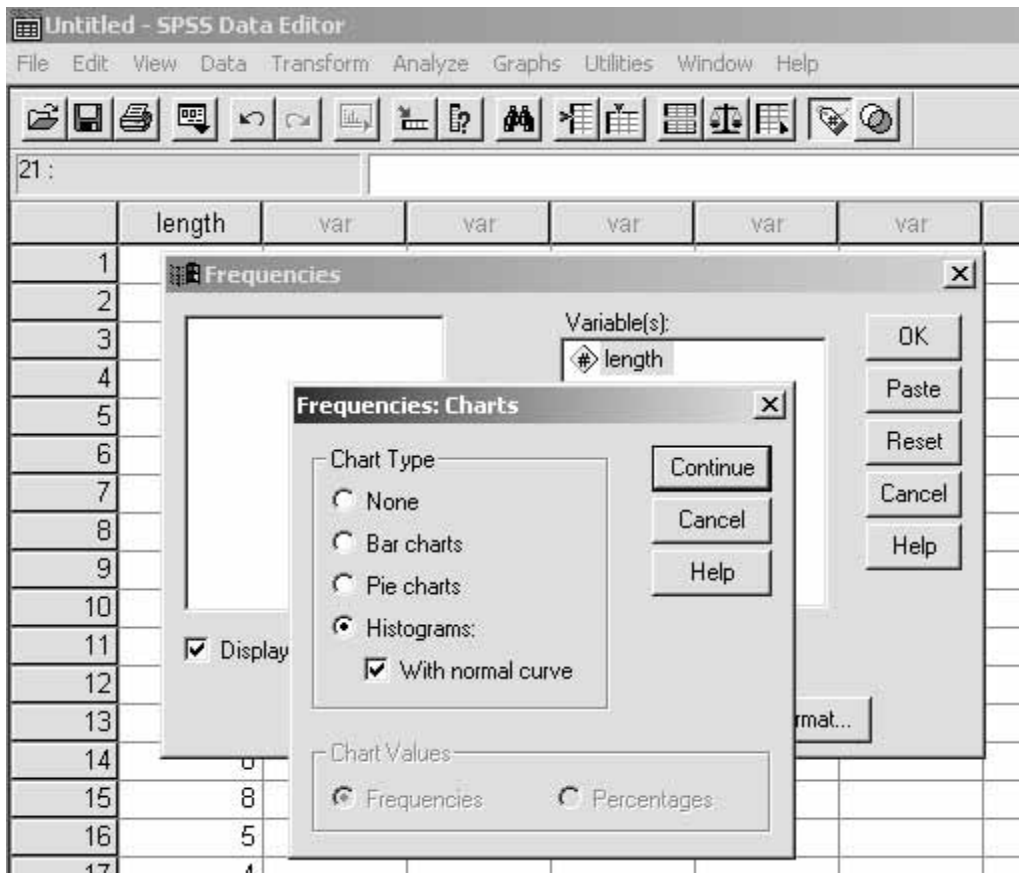 Untitled - SPSS Data Editor
File Edit View Data Transform Analyze Graphs Utilities Window Help
21 :
length var var var var var
1
Frequencies
2
3
Variable(s):
length
OK
4
Paste
5
Frequencies: Charts
6
Chart Type
Continue
Reset
7
None
Cancel
8
Bar charts
Cancel
9
Pie charts
Help
Help
10
Histograms:
11
Display
With normal curve
12
13
rmat...
14
Chart Values
15 8
Frequencies Percentages
16 5
17 4